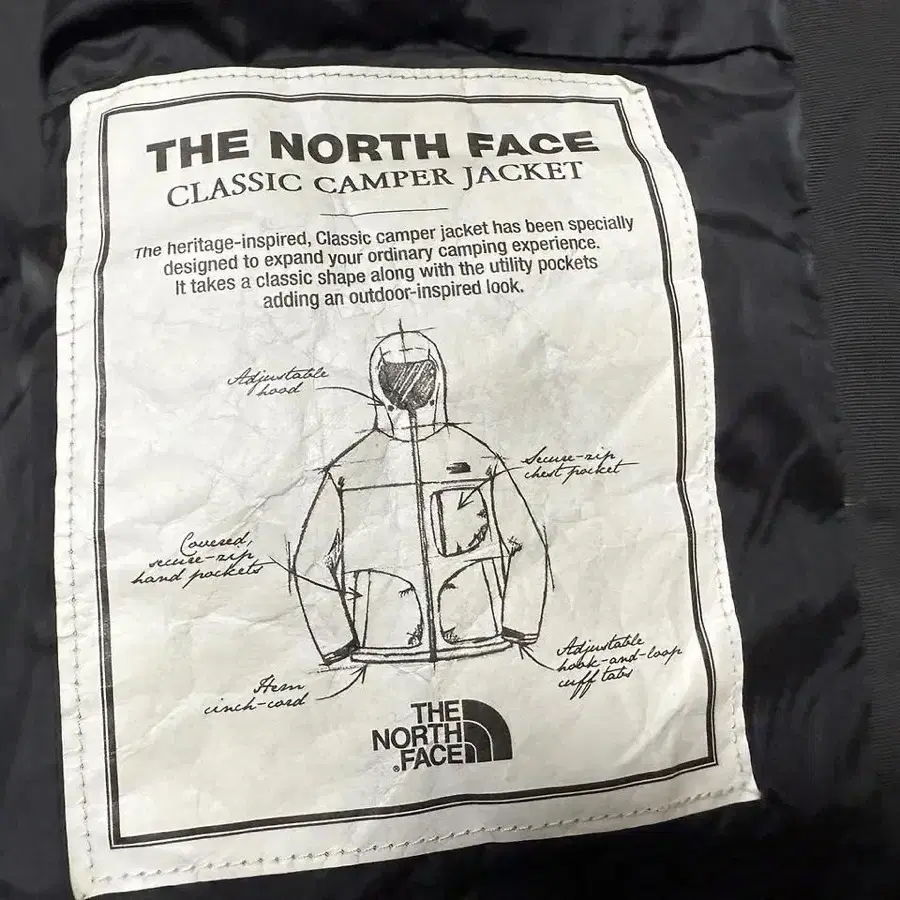 THE NORTH FACE
CLASSIC CAMPER JACKET
The heritage-inspired, Classic camper jacket has been specially
designed to expand your ordinary camping experience.
It takes a classic shape along with the utility pockets
adding an outdoor-inspired look.
Adjustable
hood
Secure-zip
chest pocket
Covered,
secure-zip
hand pockets
Adjustable
hook-and-loop
cuff tabs
Hem
cinch-cord
THE
NORTH
®FACE